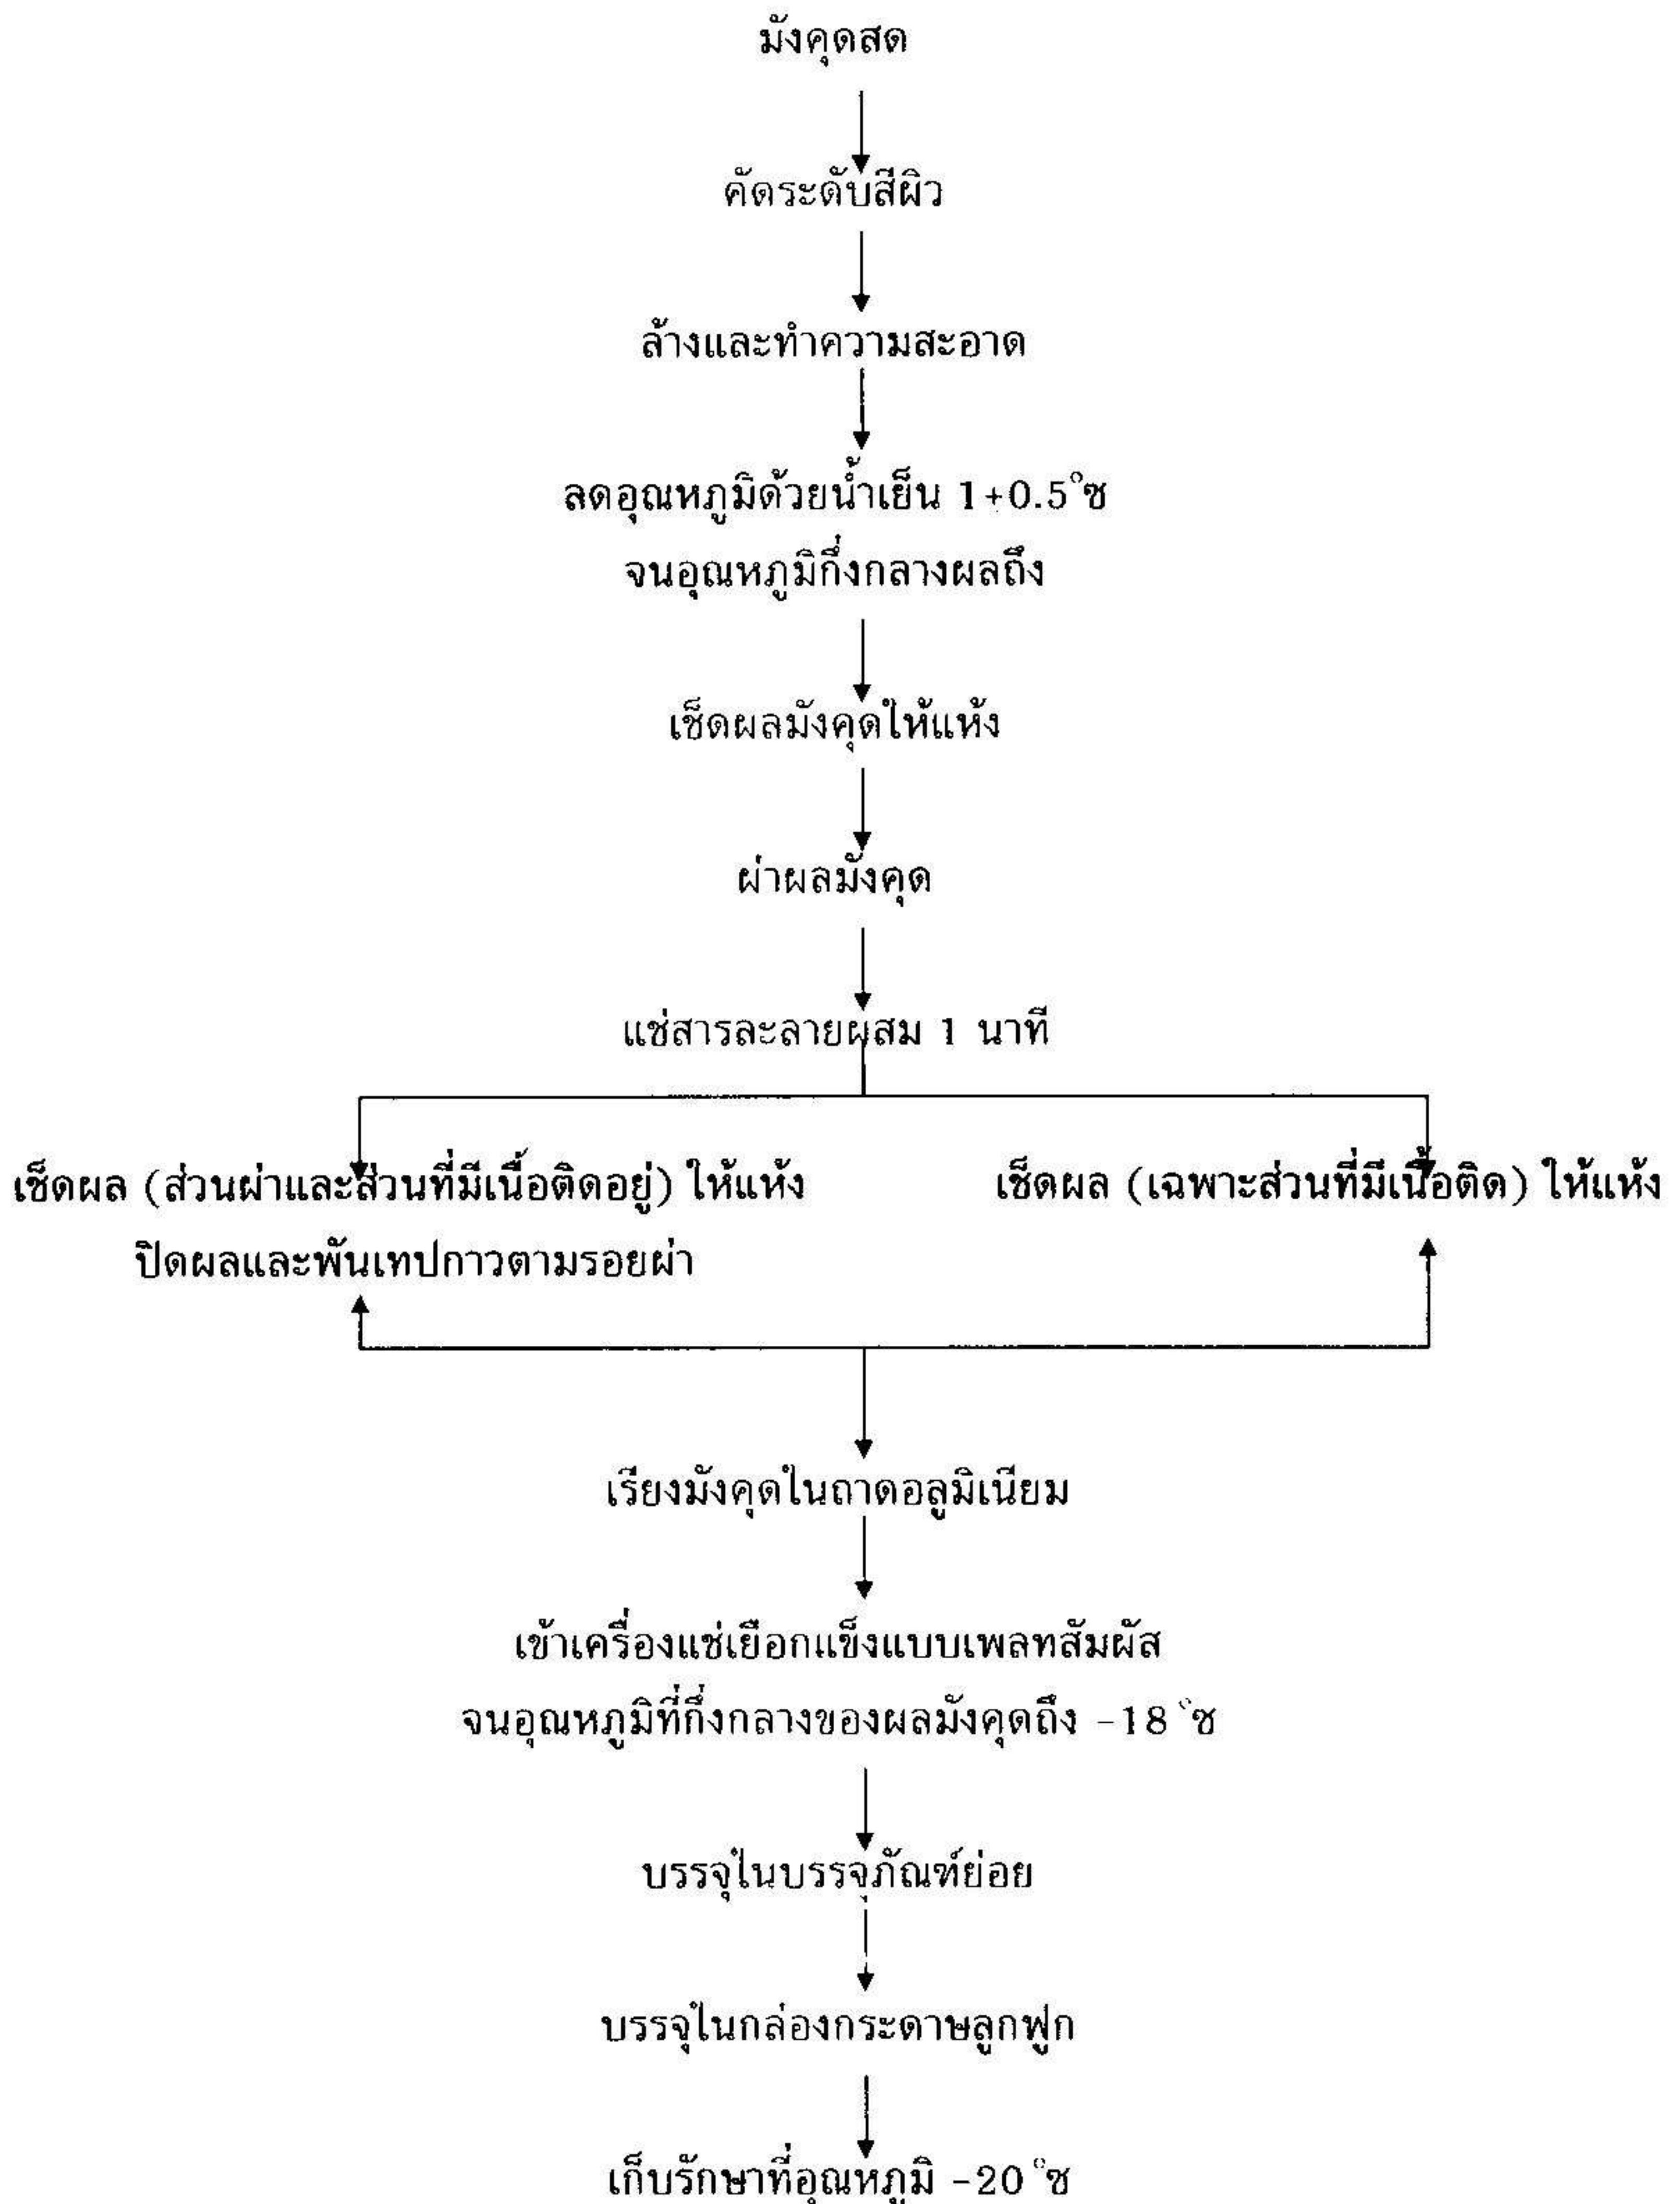 มังคุดสด
คัดระดับสีผิว
ล้างและทำความสะอาด
ลดอุณหภูมิด้วยน้ำเย็น 1+0.5°ซ
จนอุณหภูมิกึ่งกลางผลถึง
เช็ดผลมังคุดให้แห้ง
ผ่าผลมังคุด
แช่สารละลายผสม 1 นาที
เช็ดผล (ส่วนผ่าและส่วนที่มีเนื้อติดอยู่) ให้แห้ง
ปิดผลและพันเทปกาวตามรอยผ่า
เช็ดผล (เฉพาะส่วนที่มีเนื้อติด) ให้แห้ง
เรียงมังคุดในถาดอลูมิเนียม
เข้าเครื่องแช่เยือกแข็งแบบเพลทสัมผัส
จนอุณหภูมิที่กึ่งกลางของผลมังคุดถึง -18 °ซ
บรรจุในบรรจุภัณฑ์ย่อย
บรรจุในกล่องกระดาษลูกฟูก
เก็บรักษาที่อุณหภูมิ -20 °ซ